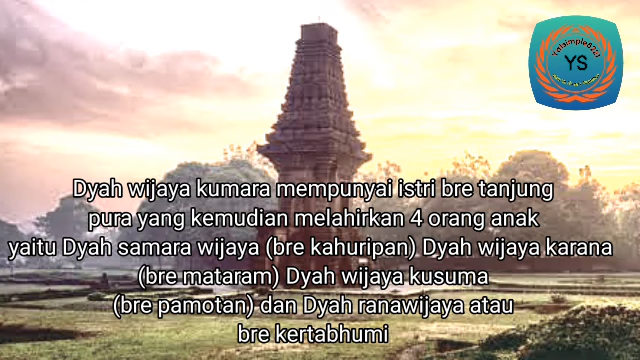 YS
Dyah wijaya kumara mempunyai istri bre tanjung
pura yang kemudian melahirkan 4 orang anak
yaitu Dyah samara wijaya (bre kahuripan) Dyah wijaya karana
(bre mataram) Dyah wijaya kusuma
(bre pamotan) dan Dyah ranawijaya atau
bre kertabhumi